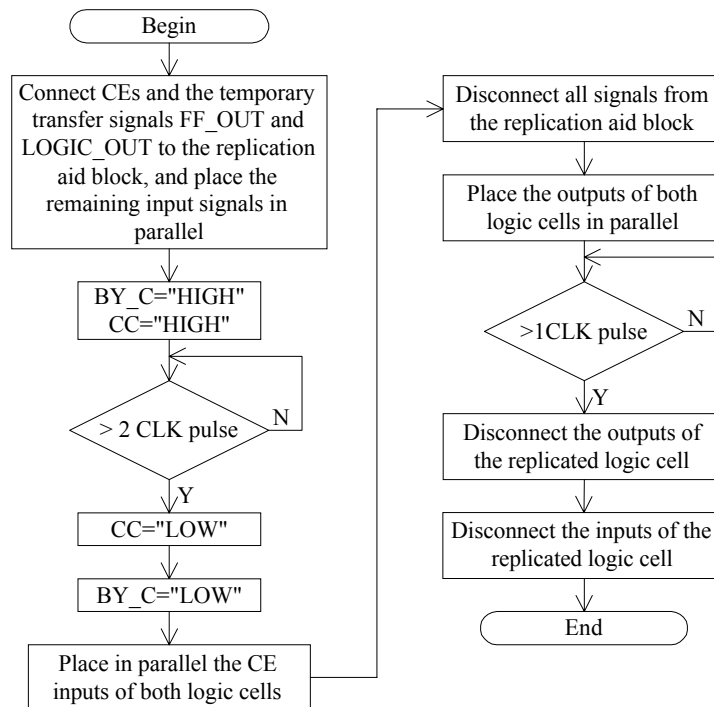 Begin
Connect CEs and the temporary
transfer signals FF_OUT and
LOGIC_OUT to the replication
aid block, and place the
remaining input signals in
parallel
BY_C="HIGH"
CC="HIGH"
> 2 CLK pulse
N
Y
CC="LOW"
BY_C="LOW"
Place in parallel the CE
inputs of both logic cells
Disconnect all signals from
the replication aid block
Place the outputs of both
logic cells in parallel
>1CLK pulse
N
Y
Disconnect the outputs of
the replicated logic cell
Disconnect the inputs of the
replicated logic cell
End